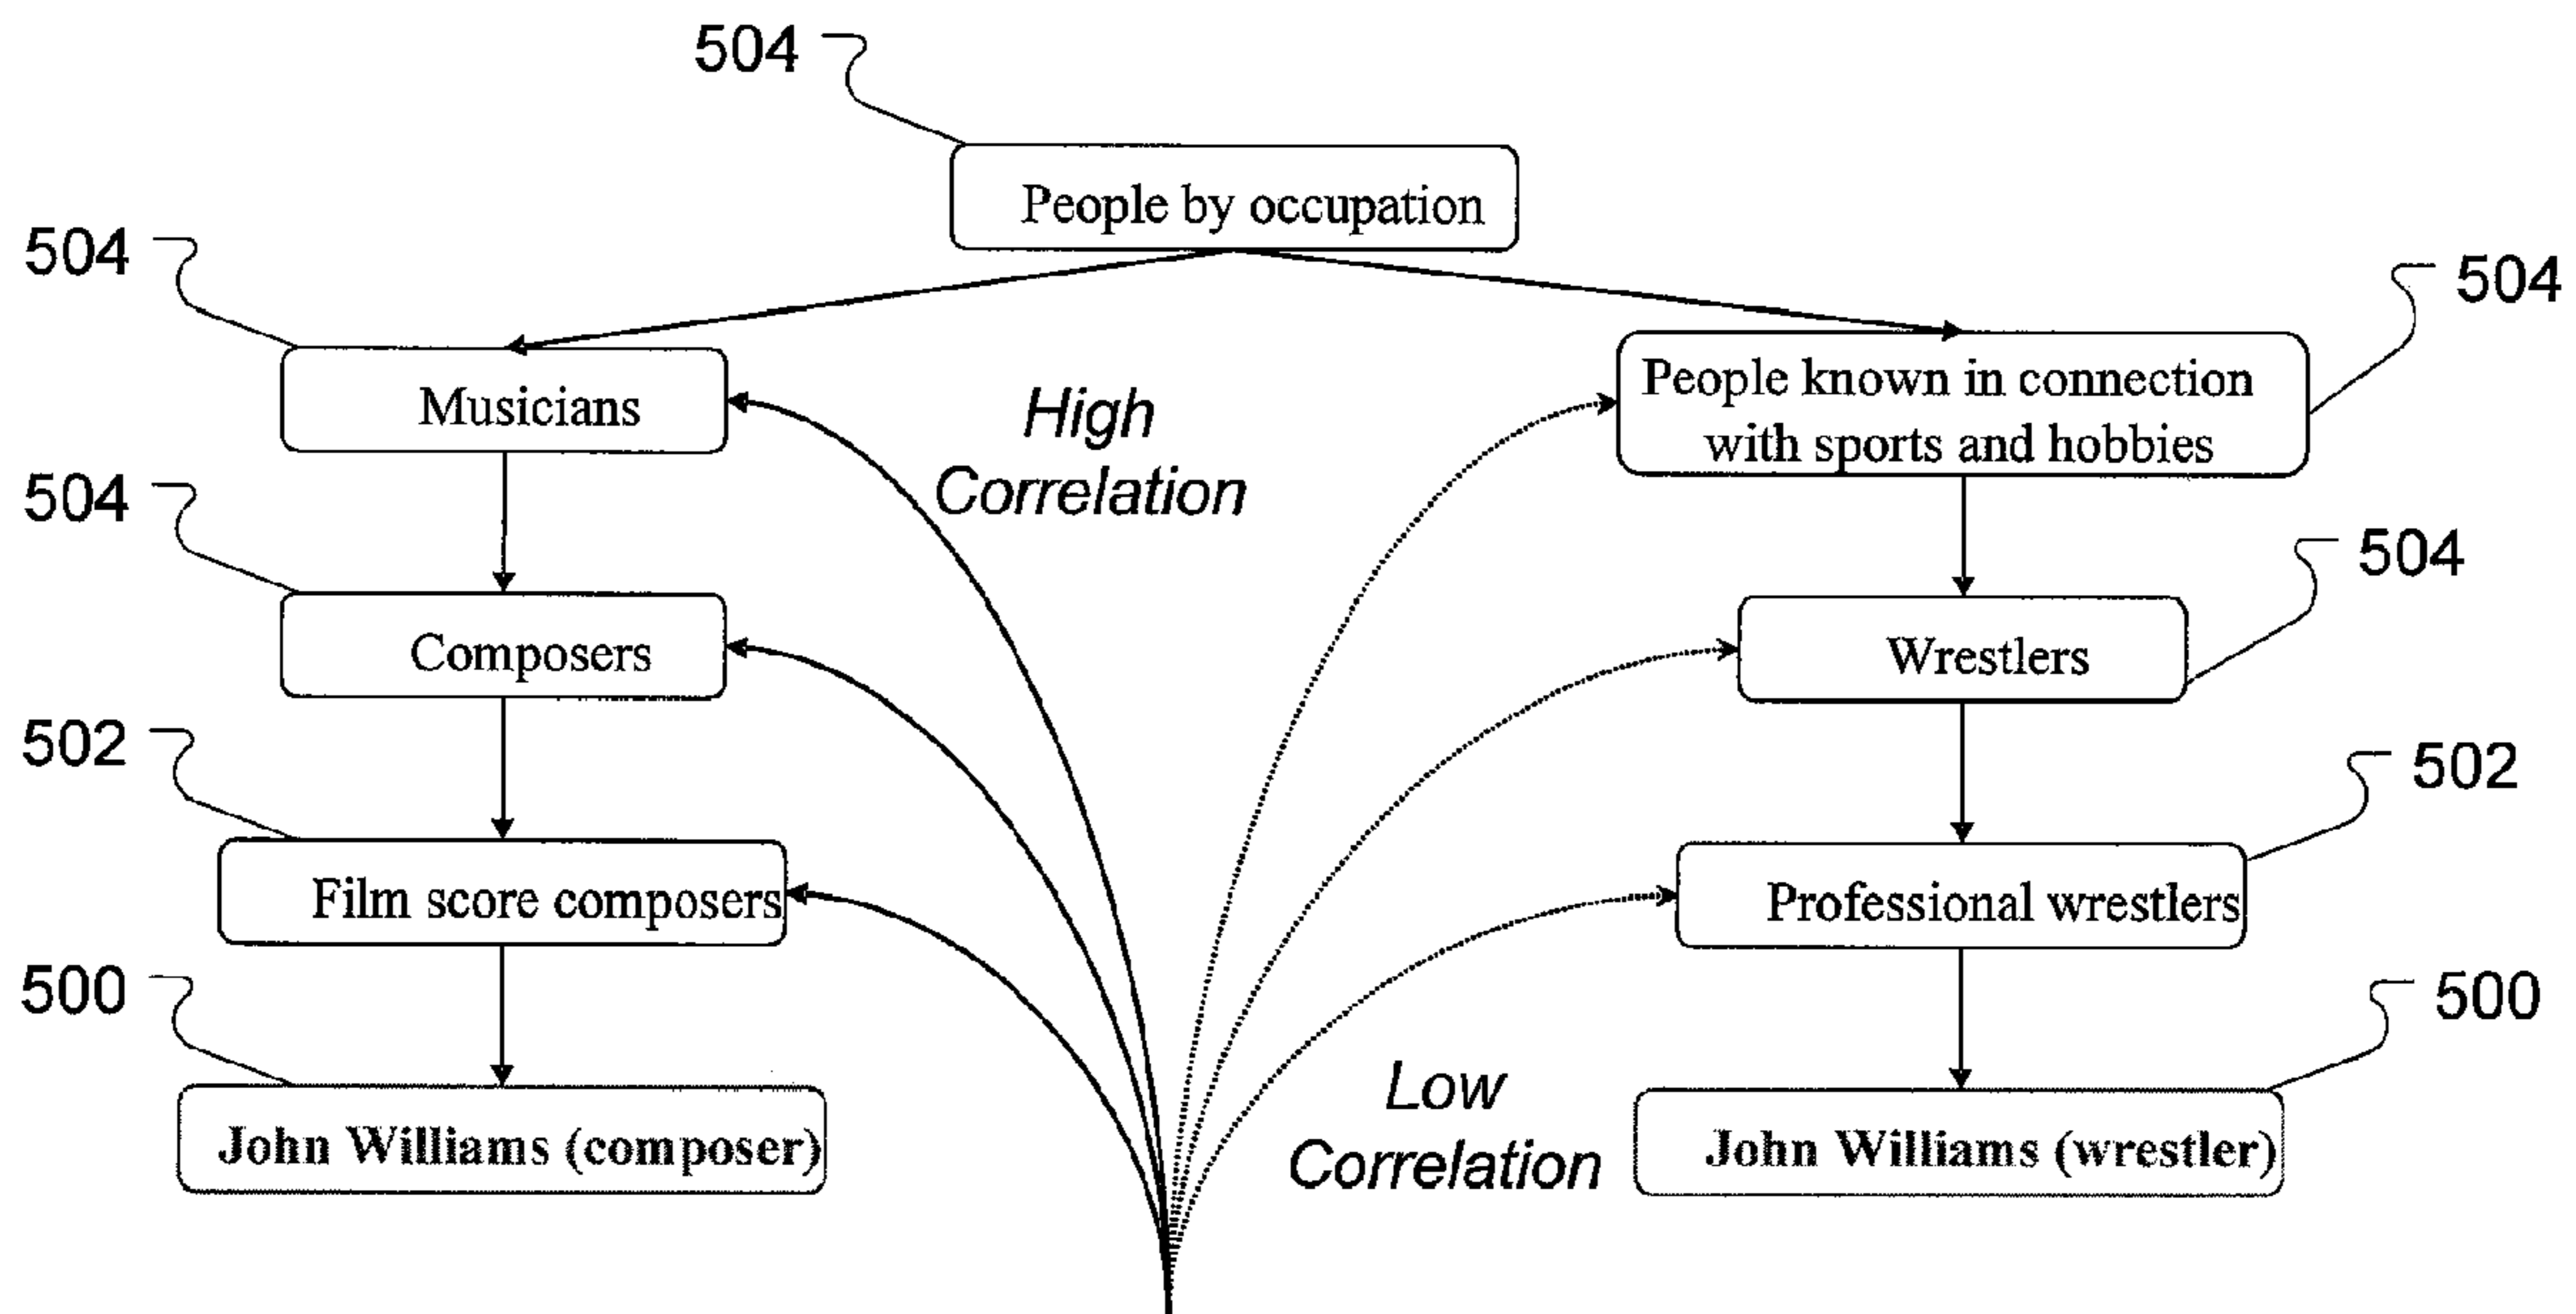 504
People by occupation
504
504
Musicians
High
Correlation
People known in connection
with sports and hobbies
504
504
Composers
Wrestlers
502
502
Film score composers
Professional wrestlers
500
500
Low
Correlation
John Williams (composer)
John Williams (wrestler)